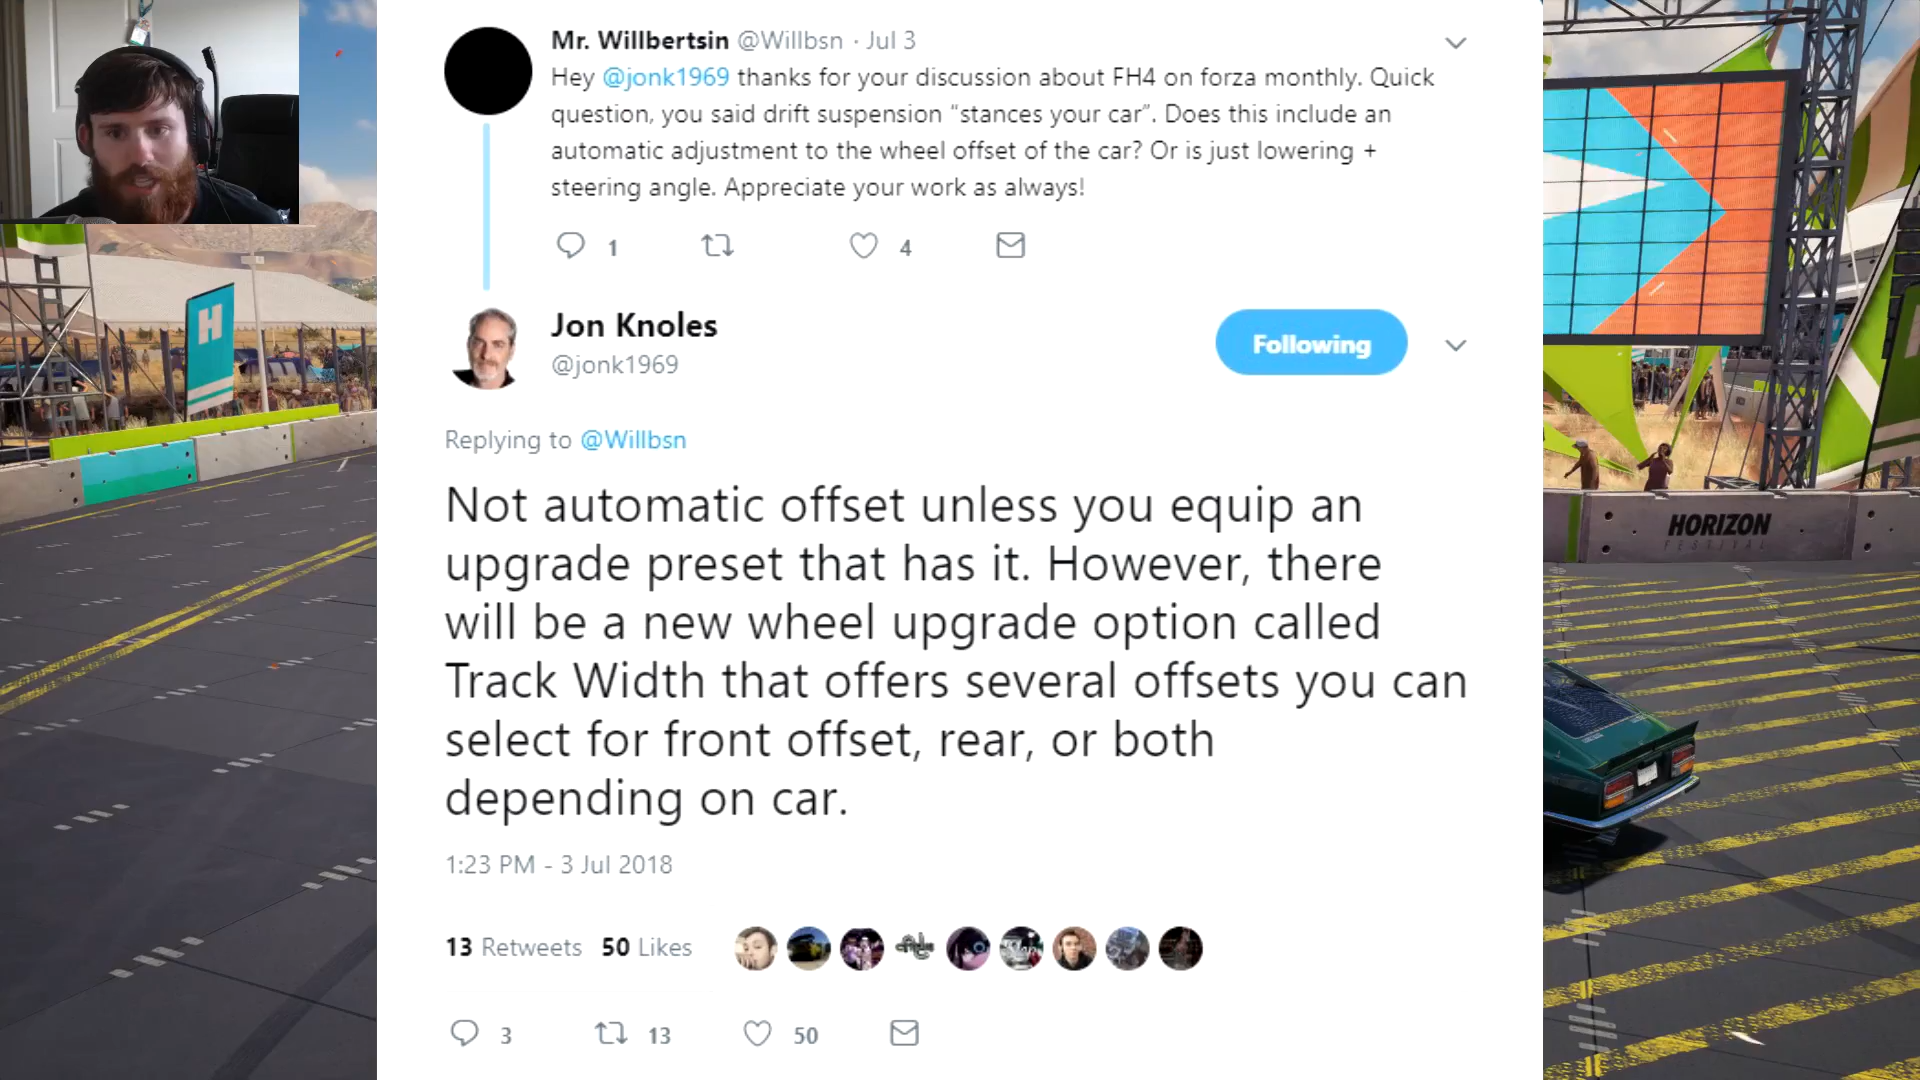 Mr. Willbertsin @Willbsn · Jul 3
Hey @jonk1969 thanks for your discussion about FH4 on forza monthly. Quick
question, you said drift suspension “stances your car”. Does this include an
automatic adjustment to the wheel offset of the car? Or is just lowering +
steering angle. Appreciate your work as always!
1 4
Jon Knoles
@jonk1969
Following
Replying to @Willbsn
Not automatic offset unless you equip an
upgrade preset that has it. However, there
will be a new wheel upgrade option called
Track Width that offers several offsets you can
select for front offset, rear, or both
depending on car.
1:23 PM - 3 Jul 2018
13 Retweets 50 Likes
3 13 50
H
HORIZON
FESTIVAL